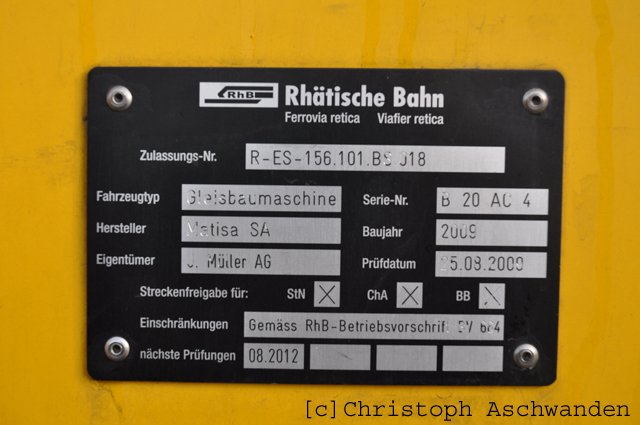 RhB Rhätische Bahn
Ferrovia retica Viafier retica
Zulassungs-Nr. R-ES-156.101.BS 018
Fahrzeugtyp Gleisbaumaschine Serie-Nr. B 20 AC 4
Hersteller Matisa SA Baujahr 2009
Eigentümer J. Müller AG Prüfdatum 25.08.2009
Streckenfreigabe für: StN X ChA X BB X
Einschränkungen Gemäss RhB-Betriebsvorschrift
nächste Prüfungen 08.2012
[c]Christoph Aschwanden